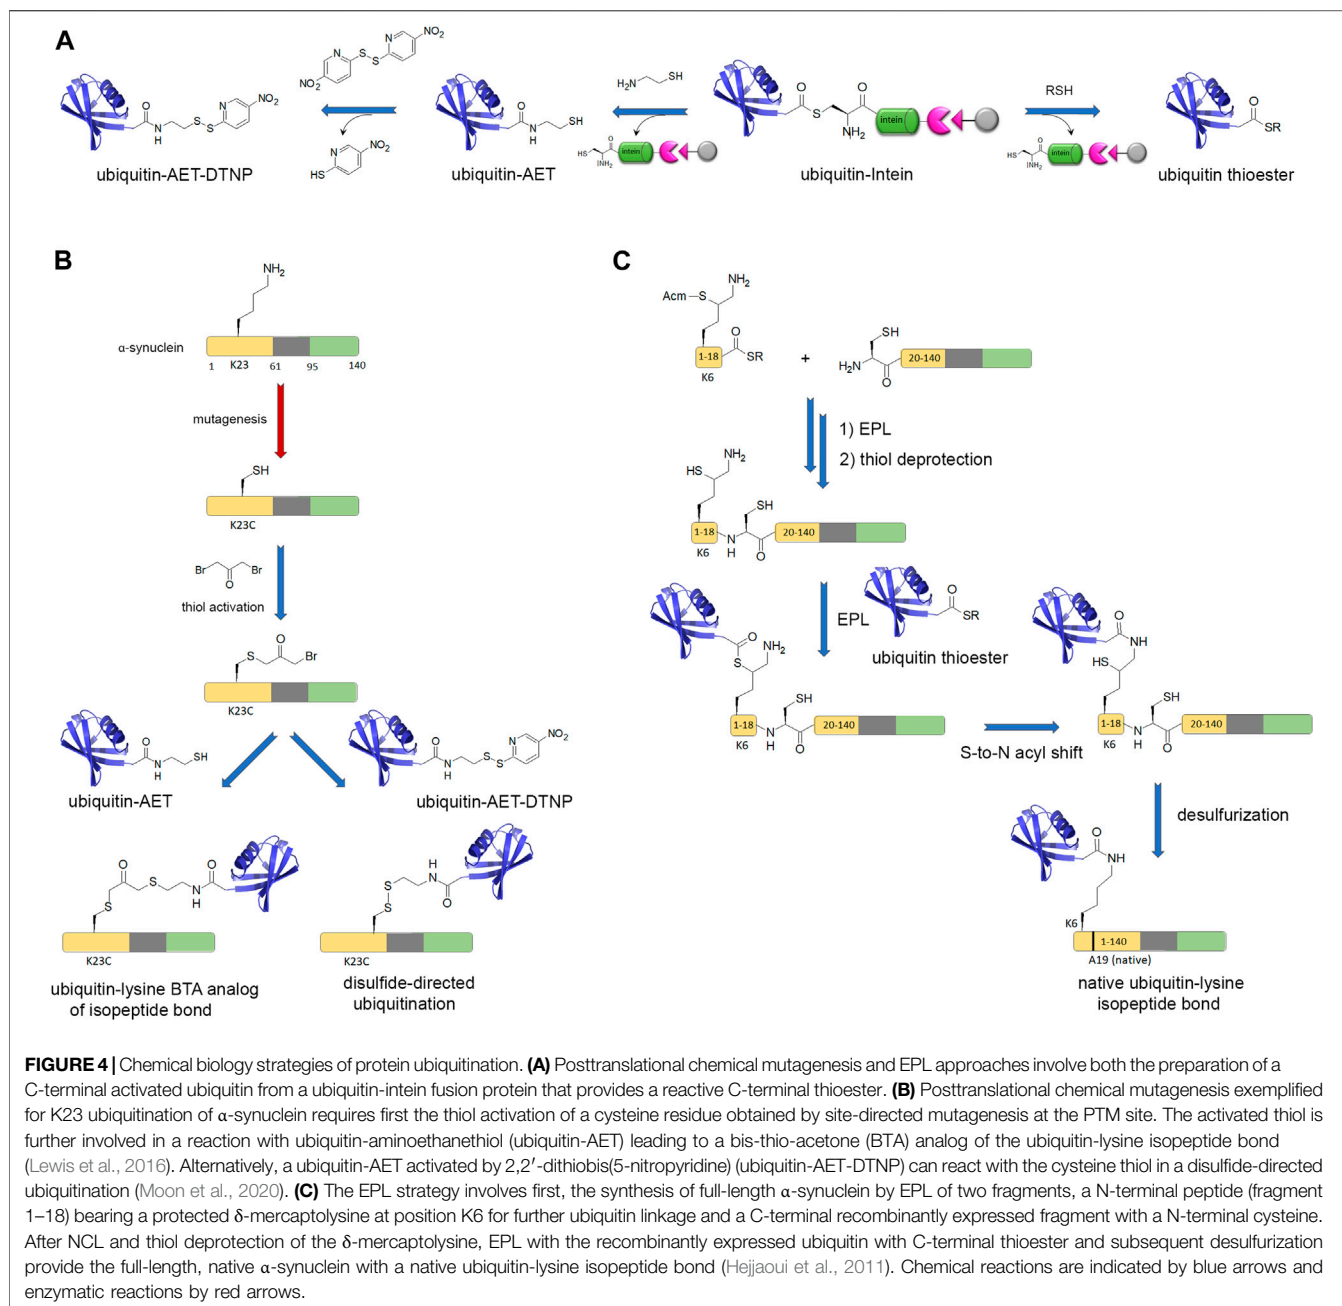 A
NO2
N
S
S
N
NO2
H2N
SH
RSH
O
N
H
S
S
N
NO2
O
N
H
SH
O
S
O
NH2
intein
O
SR
HS
N
NO2
HS
O
NH2
intein
HS
O
NH2
intein
ubiquitin-AET-DTNP
ubiquitin-AET
ubiquitin-Intein
ubiquitin thioester
B
NH2
α-synuclein
1
K23
61
95
140
mutagenesis
SH
K23C
Br
O
Br
thiol activation
S
O
Br
K23C
O
N
H
SH
ubiquitin-AET
O
N
H
S
S
N
NO2
ubiquitin-AET-DTNP
O
S
S
N
H
O
K23C
ubiquitin-lysine BTA analog
of isopeptide bond
S
S
H
N
O
K23C
disulfide-directed
ubiquitination
C
Acm
S
NH2
1-18
K6
O
SR
+
SH
H2N
O
20-140
1) EPL
2) thiol deprotection
HS
NH2
1-18
K6
N
H
SH
O
20-140
EPL
O
SR
ubiquitin thioester
O
S
NH2
1-18
K6
N
H
SH
O
20-140
S-to-N acyl shift
O
NH
HS
1-18
K6
N
H
SH
O
20-140
desulfurization
O
NH
K6
1-140
A19 (native)
native ubiquitin-lysine
isopeptide bond
FIGURE 4 | Chemical biology strategies of protein ubiquitination. (A) Posttranslational chemical mutagenesis and EPL approaches involve both the preparation of a
C-terminal activated ubiquitin from a ubiquitin-intein fusion protein that provides a reactive C-terminal thioester. (B) Posttranslational chemical mutagenesis exemplified
for K23 ubiquitination of α-synuclein requires first the thiol activation of a cysteine residue obtained by site-directed mutagenesis at the PTM site. The activated thiol is
further involved in a reaction with ubiquitin-aminoethanethiol (ubiquitin-AET) leading to a bis-thio-acetone (BTA) analog of the ubiquitin-lysine isopeptide bond
(Lewis et al., 2016). Alternatively, a ubiquitin-AET activated by 2,2′-dithiobis(5-nitropyridine) (ubiquitin-AET-DTNP) can react with the cysteine thiol in a disulfide-directed
ubiquitination (Moon et al., 2020). (C) The EPL strategy involves first, the synthesis of full-length α-synuclein by EPL of two fragments, a N-terminal peptide (fragment
1–18) bearing a protected δ-mercaptolysine at position K6 for further ubiquitin linkage and a C-terminal recombinantly expressed fragment with a N-terminal cysteine.
After NCL and thiol deprotection of the δ-mercaptolysine, EPL with the recombinantly expressed ubiquitin with C-terminal thioester and subsequent desulfurization
provide the full-length, native α-synuclein with a native ubiquitin-lysine isopeptide bond (Hejjaoui et al., 2011). Chemical reactions are indicated by blue arrows and
enzymatic reactions by red arrows.